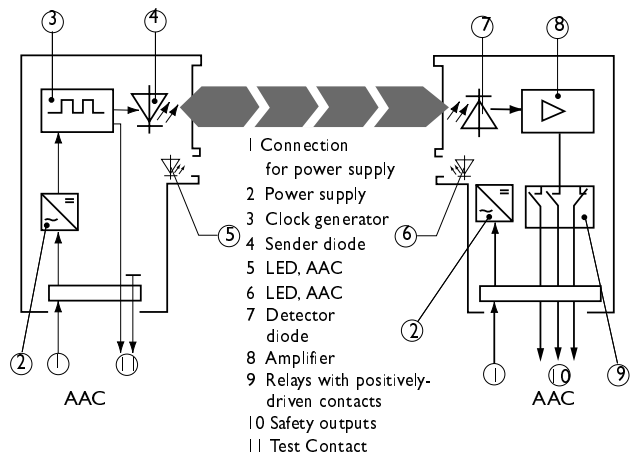 3
4
7
8
1 Connection
for power supply
2 Power supply
3 Clock generator
4 Sender diode
5 LED, AAC
6 LED, AAC
7 Detector
diode
8 Amplifier
9 Relays with positively-
driven contacts
10 Safety outputs
11 Test Contact
= ~
5
6
= ~
2
2
1
11
1
10
9
AAC
AAC